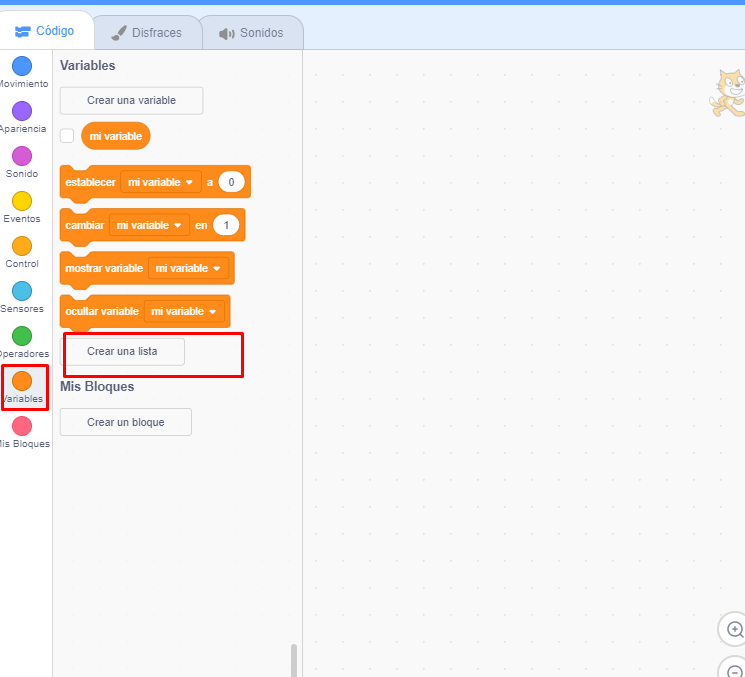 Código
Disfraces
Sonidos
Movimiento
Apariencia
Sonido
Eventos
Control
Sensores
Operadores
Variables
Mis Bloques
Variables
Crear una variable
mi variable
establecer mi variable a 0
cambiar mi variable en 1
mostrar variable mi variable
ocultar variable mi variable
Crear una lista
Mis Bloques
Crear un bloque